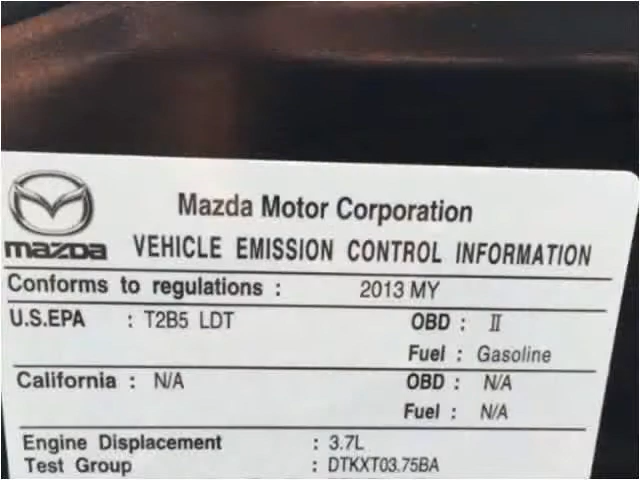 Mazda Motor Corporation
mazda VEHICLE EMISSION CONTROL INFORMATION
Conforms to regulations : 2013 MY
U.S.EPA : T2B5 LDT OBD : II
Fuel : Gasoline
California : N/A OBD : N/A
Fuel : N/A
Engine Displacement : 3.7L
Test Group : DTKXT03.75BA